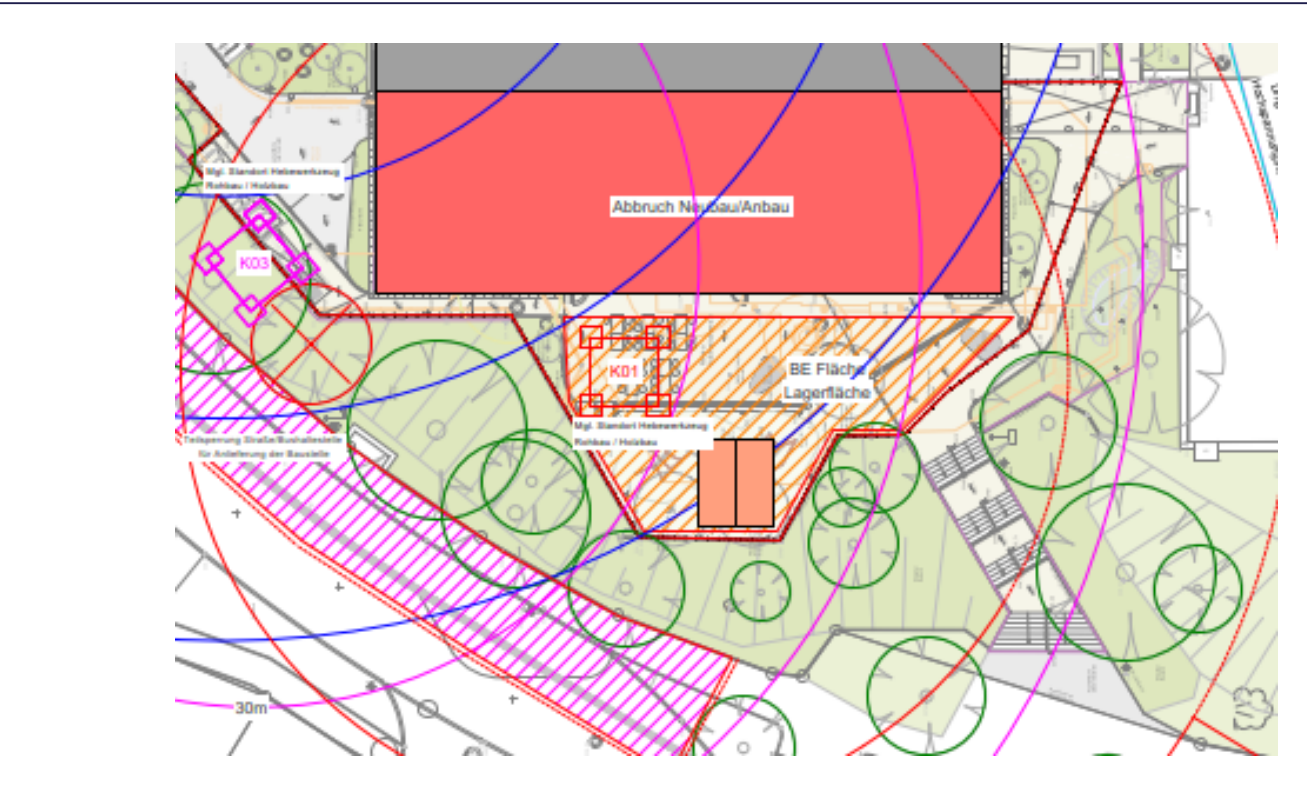 Mgl. Standort Hebewerkzeug
Rohbau / Holzbau
Abbruch Neubau/Anbau
K03
K01
BE Fläche
Lagerfläche
Mgl. Standort Hebewerkzeug
Rohbau / Holzbau
Teilsperrung Straße/Bushaltestelle
für Anlieferung der Baustelle
30m